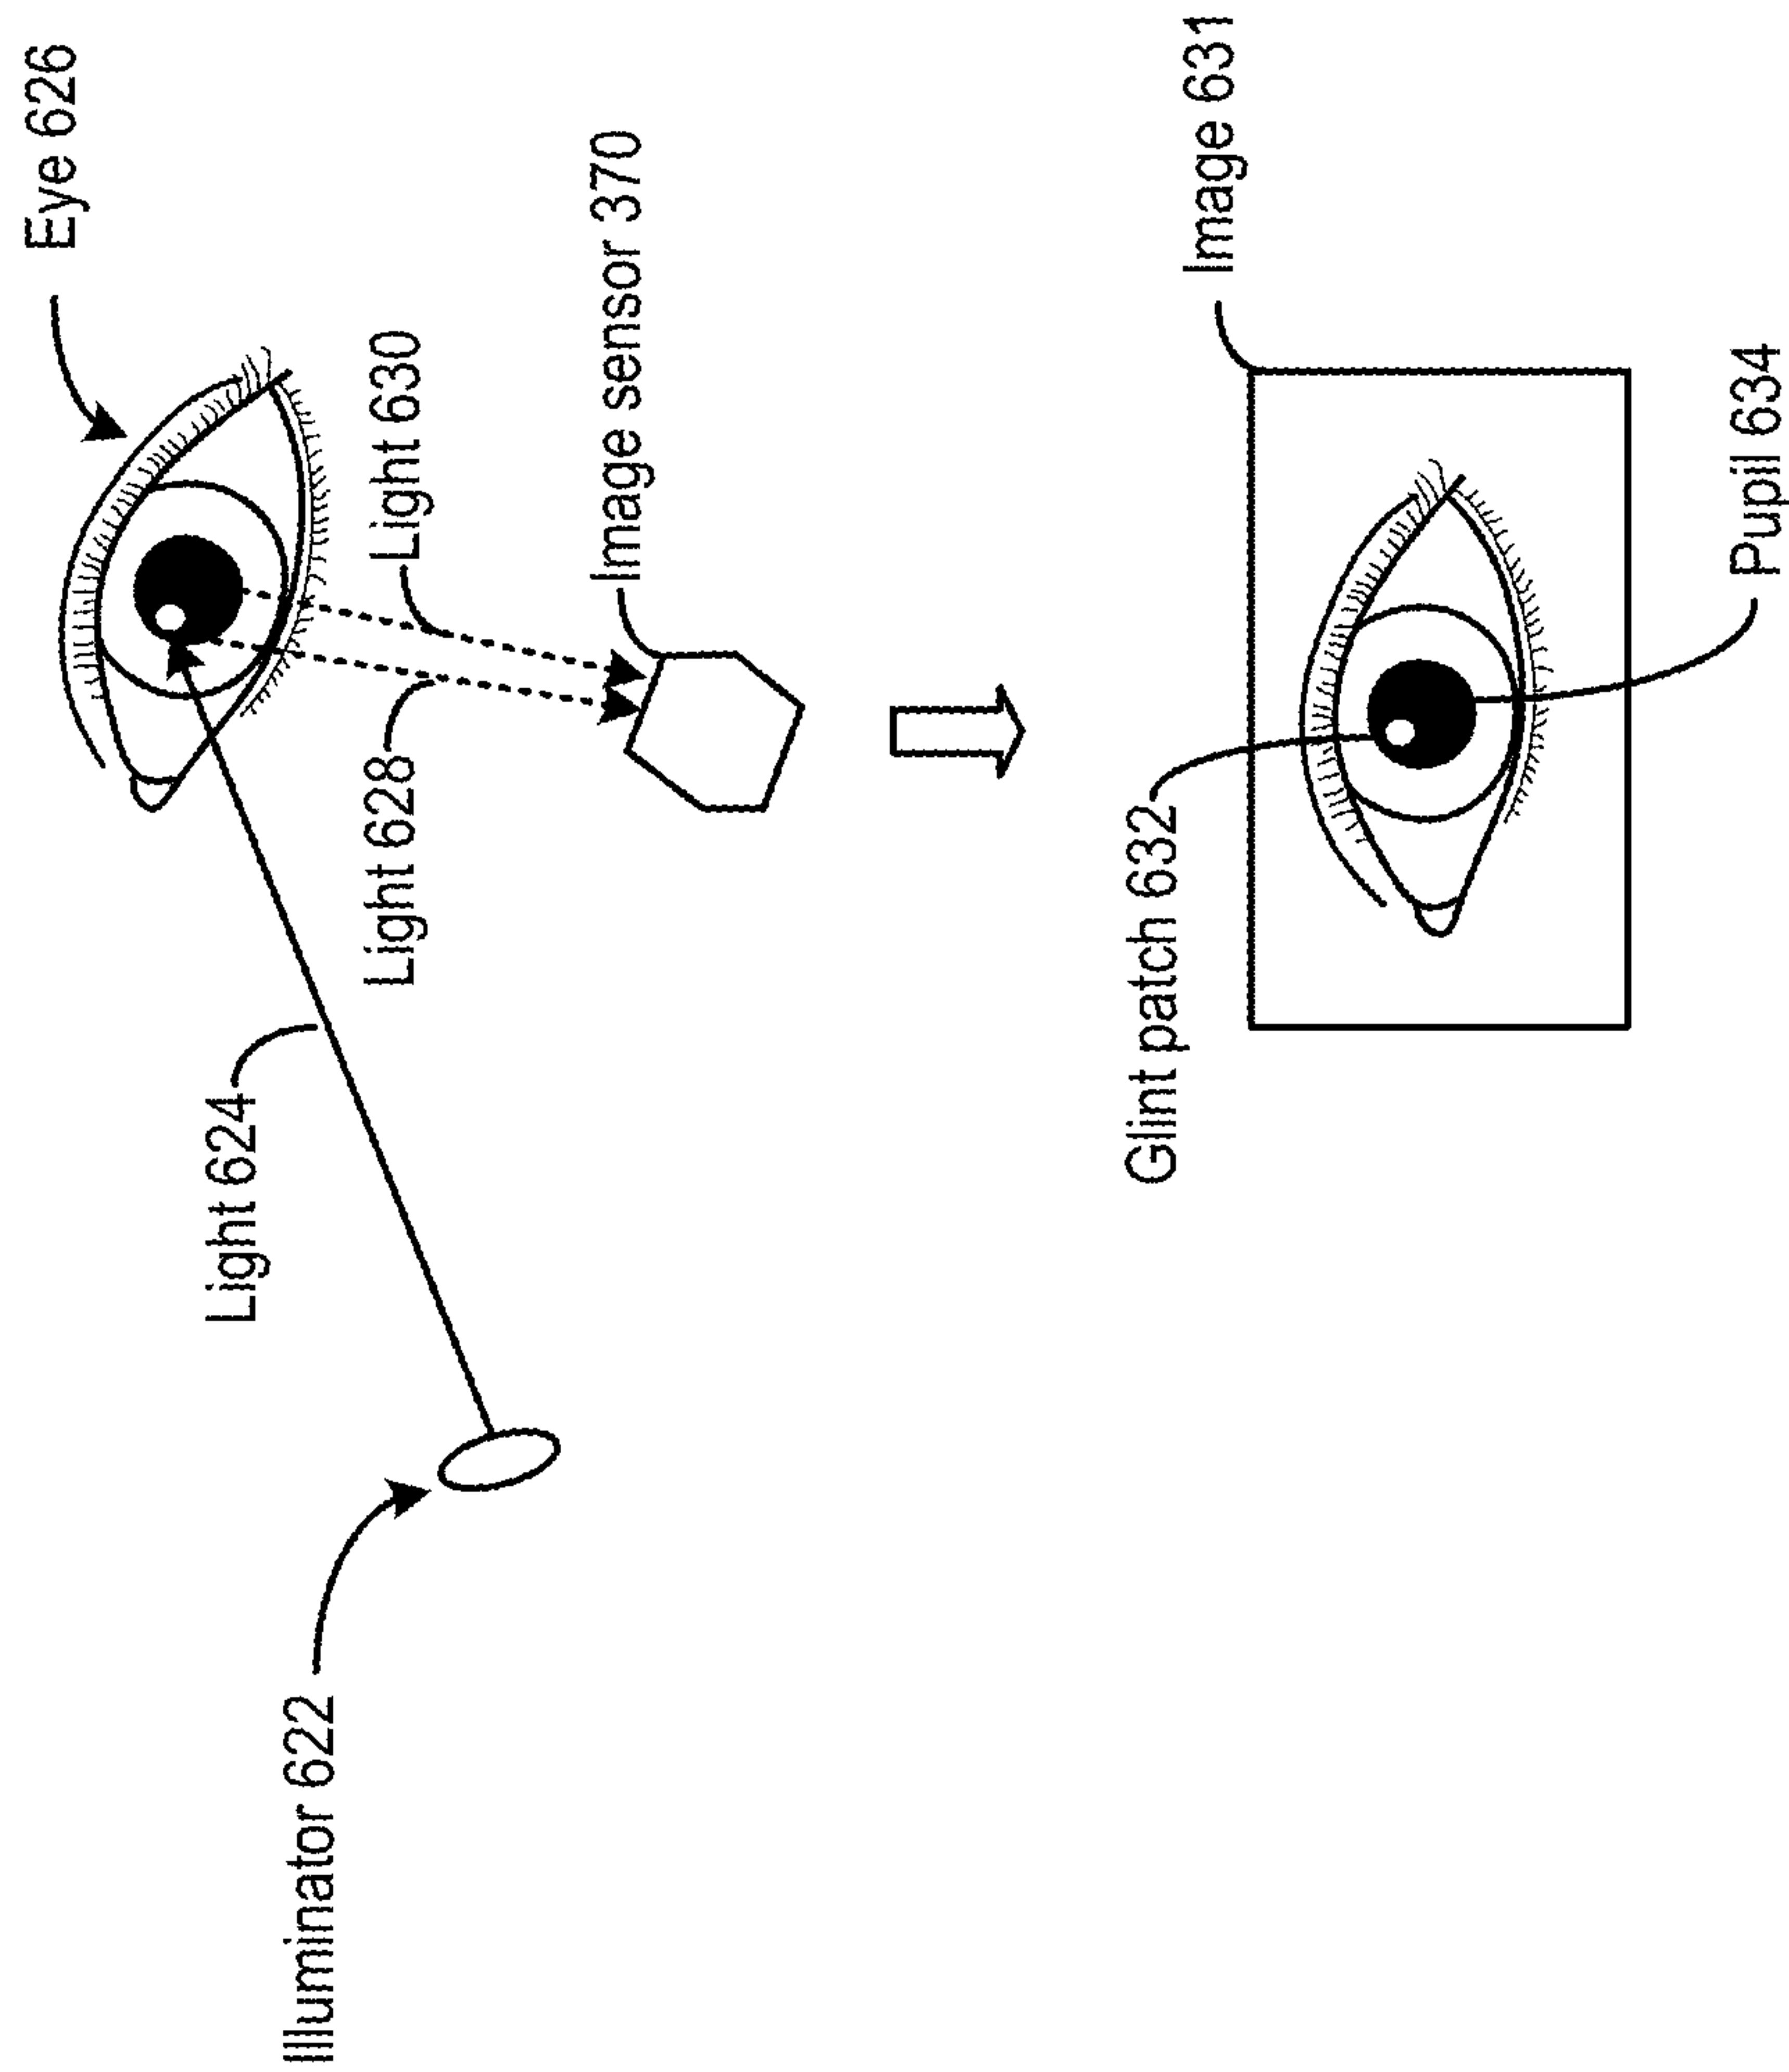 Eye 626
Light 630
Image sensor 370
Light 628
Light 624
Illuminator 622
Image 631
Glint patch 632
Pupil 634